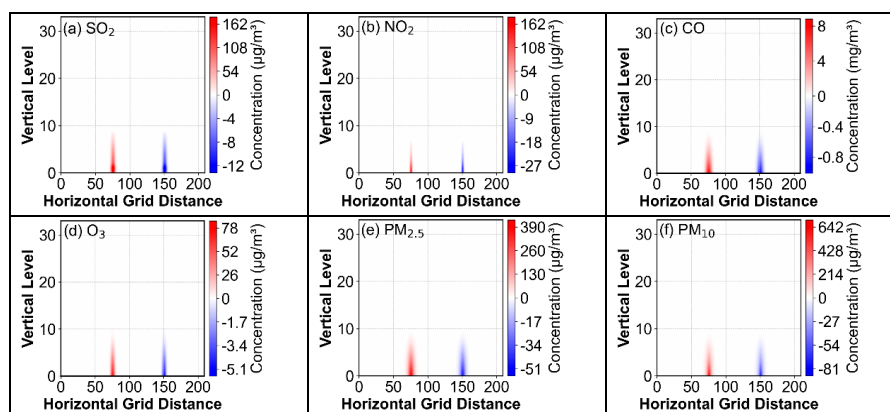 (a) SO₂
Vertical Level
30
20
10
0
0 50 100 150 200
Horizontal Grid Distance
162
108
54
0
-4
-8
-12
Concentration (µg/m³)
(b) NO₂
Vertical Level
30
20
10
0
0 50 100 150 200
Horizontal Grid Distance
162
108
54
0
-9
-18
-27
Concentration (µg/m³)
(c) CO
Vertical Level
30
20
10
0
0 50 100 150 200
Horizontal Grid Distance
8
4
0
-0.4
-0.8
Concentration (mg/m³)
(d) O₃
Vertical Level
30
20
10
0
0 50 100 150 200
Horizontal Grid Distance
78
52
26
0
-1.7
-3.4
-5.1
Concentration (µg/m³)
(e) PM₂.₅
Vertical Level
30
20
10
0
0 50 100 150 200
Horizontal Grid Distance
390
260
130
0
-17
-34
-51
Concentration (µg/m³)
(f) PM₁₀
Vertical Level
30
20
10
0
0 50 100 150 200
Horizontal Grid Distance
642
428
214
0
-27
-54
-81
Concentration (µg/m³)